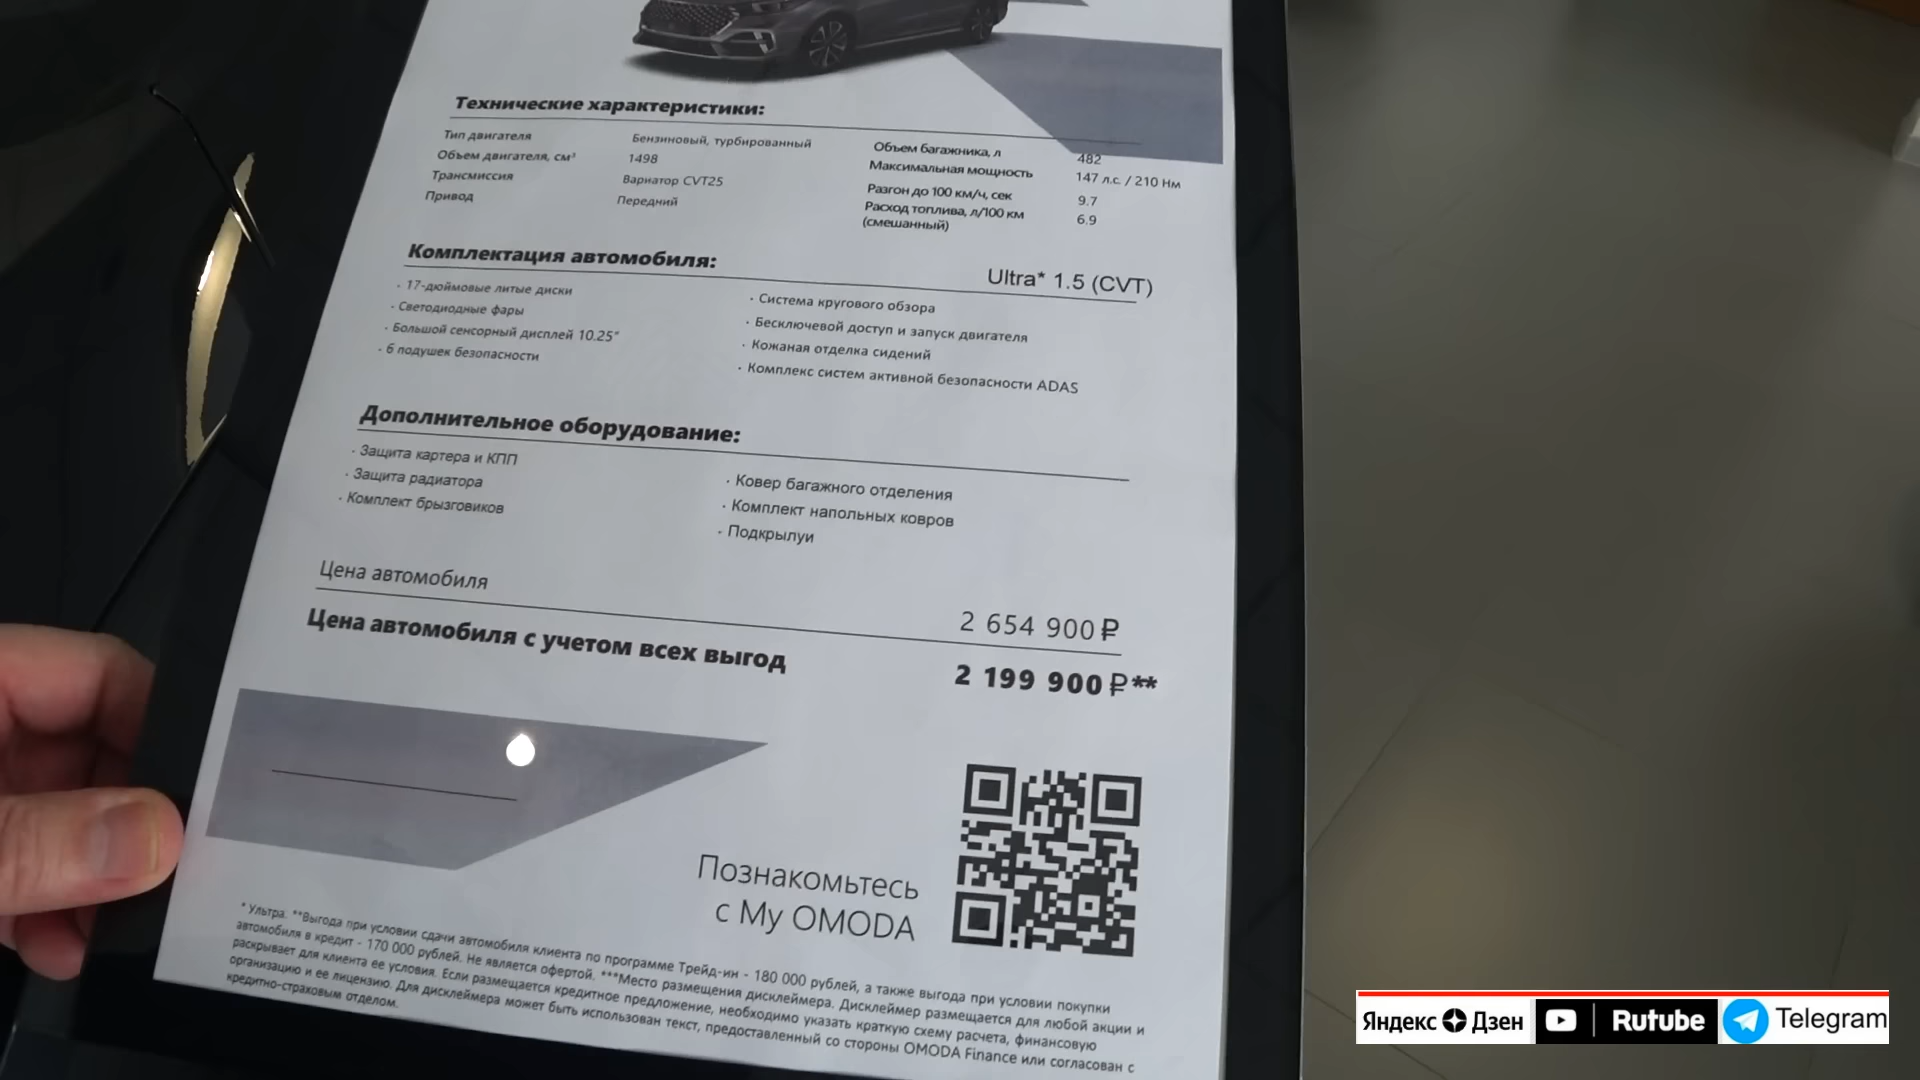 Технические характеристики:
Тип двигателя Бензиновый, турбированный
Объем двигателя, см³ 1498
Трансмиссия Вариатор CVT25
Привод Передний
Объем багажника, л 482
Максимальная мощность 147 л.с. / 210 Нм
Разгон до 100 км/ч, сек 9.7
Расход топлива, л/100 км 6.9
(смешанный)
Комплектация автомобиля: Ultra* 1.5 (CVT)
· 17-дюймовые литые диски
· Светодиодные фары
· Большой сенсорный дисплей 10.25"
· 6 подушек безопасности
· Система кругового обзора
· Бесключевой доступ и запуск двигателя
· Кожаная отделка сидений
· Комплекс систем активной безопасности ADAS
Дополнительное оборудование:
· Защита картера и КПП
· Защита радиатора
· Комплект брызговиков
· Ковер багажного отделения
· Комплект напольных ковров
· Подкрылуи
Цена автомобиля 2 654 900 ₽
Цена автомобиля с учетом всех выгод 2 199 900 ₽**
Познакомьтесь
с My OMODA
* Ультра. **Выгода при условии сдачи автомобиля клиента по программе Трейд-ин - 180 000 рублей, а также выгода при условии покупки
автомобиля в кредит - 170 000 рублей. Не является офертой. ***Место размещения дисклеймера. Дисклеймер размещается для любой акции и
раскрывает для клиента ее условия. Если размещается кредитное предложение, необходимо указать краткую схему расчета, финансовую
организацию и ее лицензию. Для дисклеймера может быть использован текст, предоставленный со стороны OMODA Finance или согласован с
кредитно-страховым отделом.
Яндекс Дзен Rutube Telegram